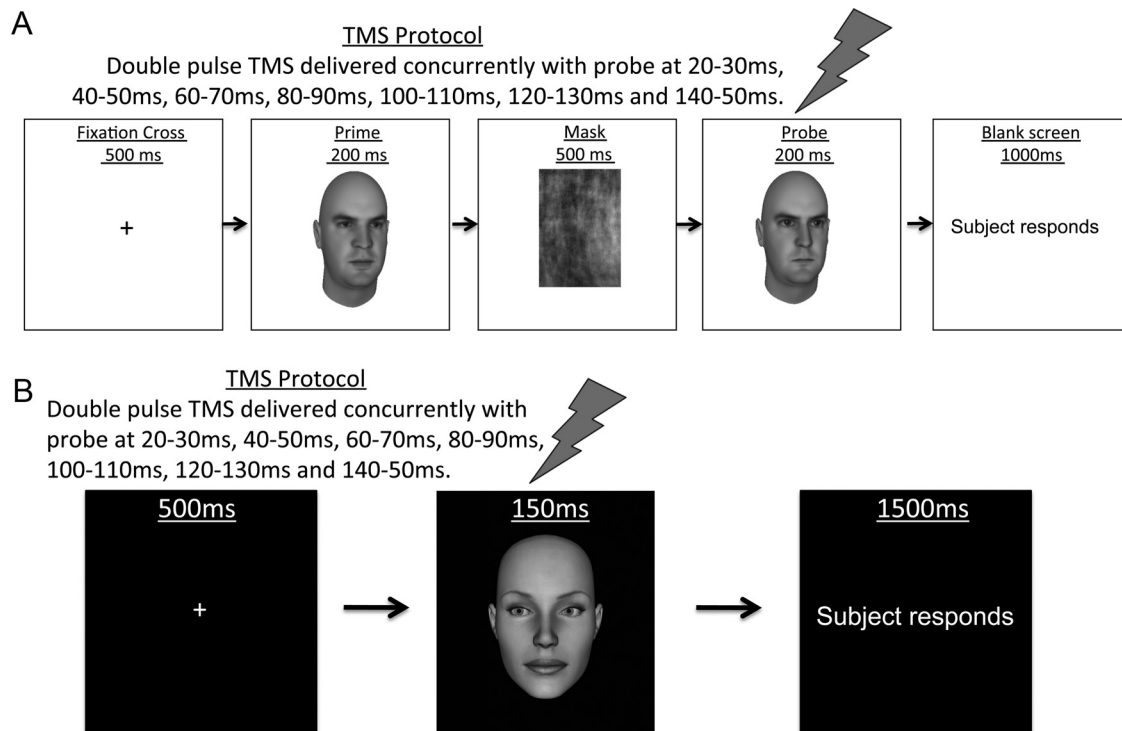 A
TMS Protocol
Double pulse TMS delivered concurrently with probe at 20-30ms,
40-50ms, 60-70ms, 80-90ms, 100-110ms, 120-130ms and 140-50ms.
Fixation Cross
500 ms
+
Prime
200 ms
Mask
500 ms
Probe
200 ms
Blank screen
1000ms
Subject responds
B
TMS Protocol
Double pulse TMS delivered concurrently with
probe at 20-30ms, 40-50ms, 60-70ms, 80-90ms,
100-110ms, 120-130ms and 140-50ms.
500ms
+
150ms
1500ms
Subject responds